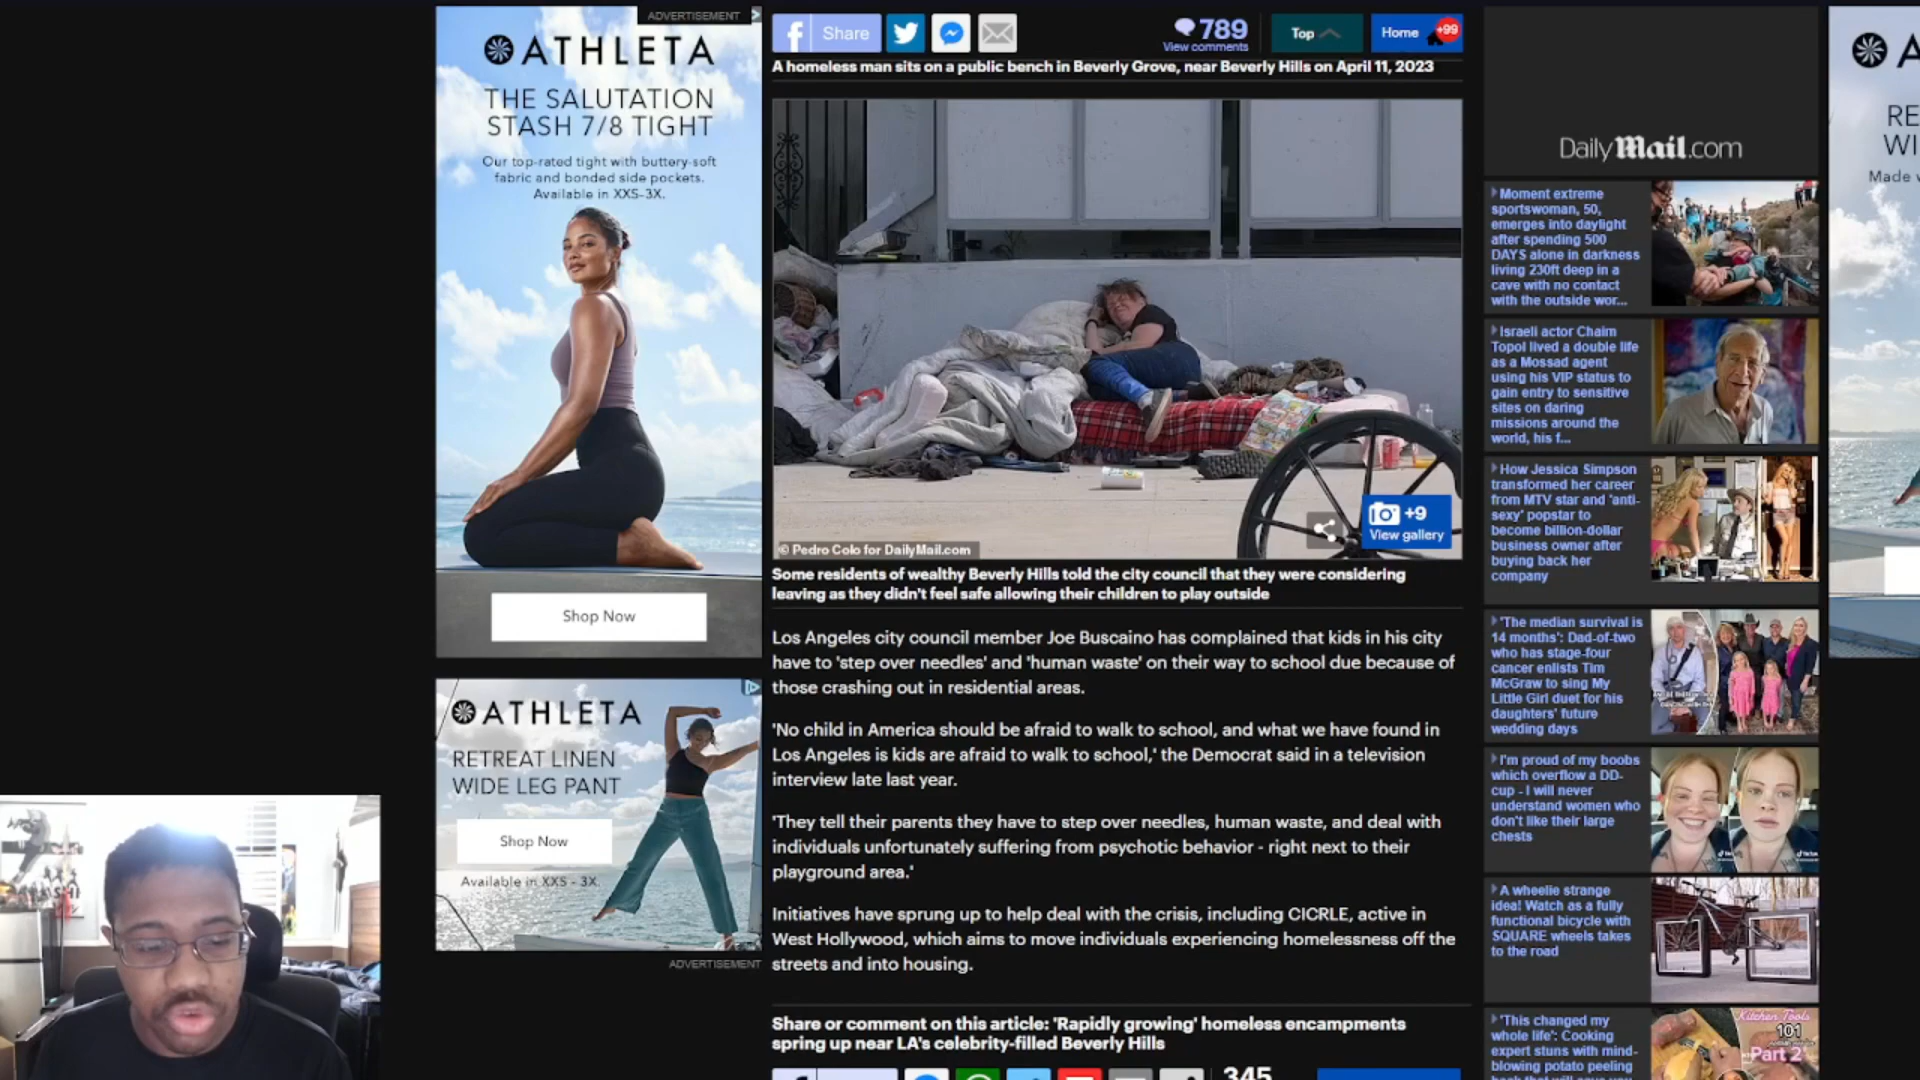 ADVERTISEMENT
ATHLETA
THE SALUTATION
STASH 7/8 TIGHT
Our top-rated tight with buttery-soft
fabric and bonded side pockets.
Available in XXS-3X.
Shop Now
ATHLETA
RETREAT LINEN
WIDE LEG PANT
Shop Now
Available in XXS - 3X.
ADVERTISEMENT
Share
789
View comments
Top
Home
+99
A homeless man sits on a public bench in Beverly Grove, near Beverly Hills on April 11, 2023
+9
View gallery
© Pedro Colo for DailyMail.com
Some residents of wealthy Beverly Hills told the city council that they were considering
leaving as they didn't feel safe allowing their children to play outside
Los Angeles city council member Joe Buscaino has complained that kids in his city
have to 'step over needles' and 'human waste' on their way to school due because of
those crashing out in residential areas.
'No child in America should be afraid to walk to school, and what we have found in
Los Angeles is kids are afraid to walk to school,' the Democrat said in a television
interview late last year.
'They tell their parents they have to step over needles, human waste, and deal with
individuals unfortunately suffering from psychotic behavior - right next to their
playground area.'
Initiatives have sprung up to help deal with the crisis, including CICRLE, active in
West Hollywood, which aims to move individuals experiencing homelessness off the
streets and into housing.
Share or comment on this article: 'Rapidly growing' homeless encampments
spring up near LA's celebrity-filled Beverly Hills
345
DailyMail.com
Moment extreme
sportswoman, 50,
emerges into daylight
after spending 500
DAYS alone in darkness
living 230ft deep in a
cave with no contact
with the outside wor...
Israeli actor Chaim
Topol lived a double life
as a Mossad agent
using his VIP status to
gain entry to sensitive
sites on daring
missions around the
world, his f...
How Jessica Simpson
transformed her career
from MTV star and 'anti-
sexy' popstar to
become billion-dollar
business owner after
buying back her
company
'The median survival is
14 months': Dad-of-two
who has stage-four
cancer enlists Tim
McGraw to sing My
Little Girl duet for his
daughters' future
wedding days
I'm proud of my boobs
which overflow a DD-
cup - I will never
understand women who
don't like their large
chests
A wheelie strange
idea! Watch as a fully
functional bicycle with
SQUARE wheels takes
to the road
'This changed my
whole life': Cooking
expert stuns with mind-
blowing potato peeling
Kitchen Tools
101
Part 2
A
RE
WI
Made